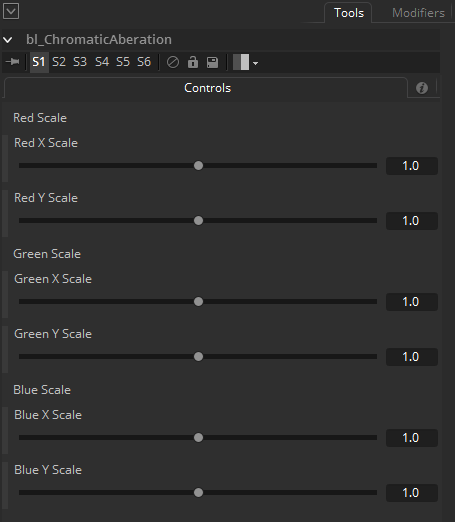 Tools Modifiers
bl_ChromaticAberation
S1 S2 S3 S4 S5 S6
Controls
Red Scale
Red X Scale
1.0
Red Y Scale
1.0
Green Scale
Green X Scale
1.0
Green Y Scale
1.0
Blue Scale
Blue X Scale
1.0
Blue Y Scale
1.0